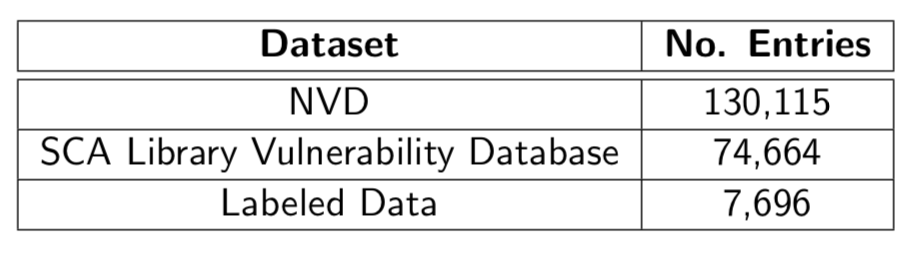 Dataset No. Entries
NVD 130,115
SCA Library Vulnerability Database 74,664
Labeled Data 7,696